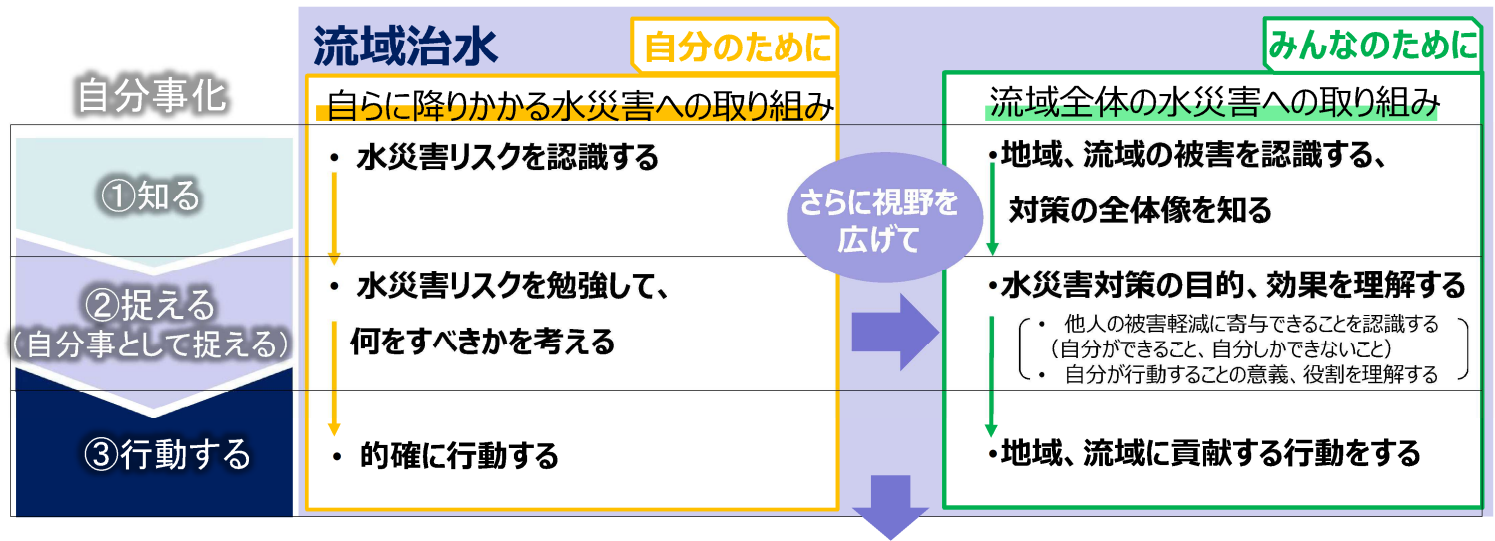 流域治水
自分のために
みんなのために
自分事化
自らに降りかかる水災害への取り組み
流域全体の水災害への取り組み
①知る
・ 水災害リスクを認識する
さらに視野を
広げて
・地域、流域の被害を認識する、
対策の全体像を知る
②捉える
（自分事として捉える）
・ 水災害リスクを勉強して、
何をすべきかを考える
・水災害対策の目的、効果を理解する
・ 他人の被害軽減に寄与できることを認識する
（自分ができること、自分しかできないこと）
・ 自分が行動することの意義、役割を理解する
③行動する
・ 的確に行動する
・地域、流域に貢献する行動をする